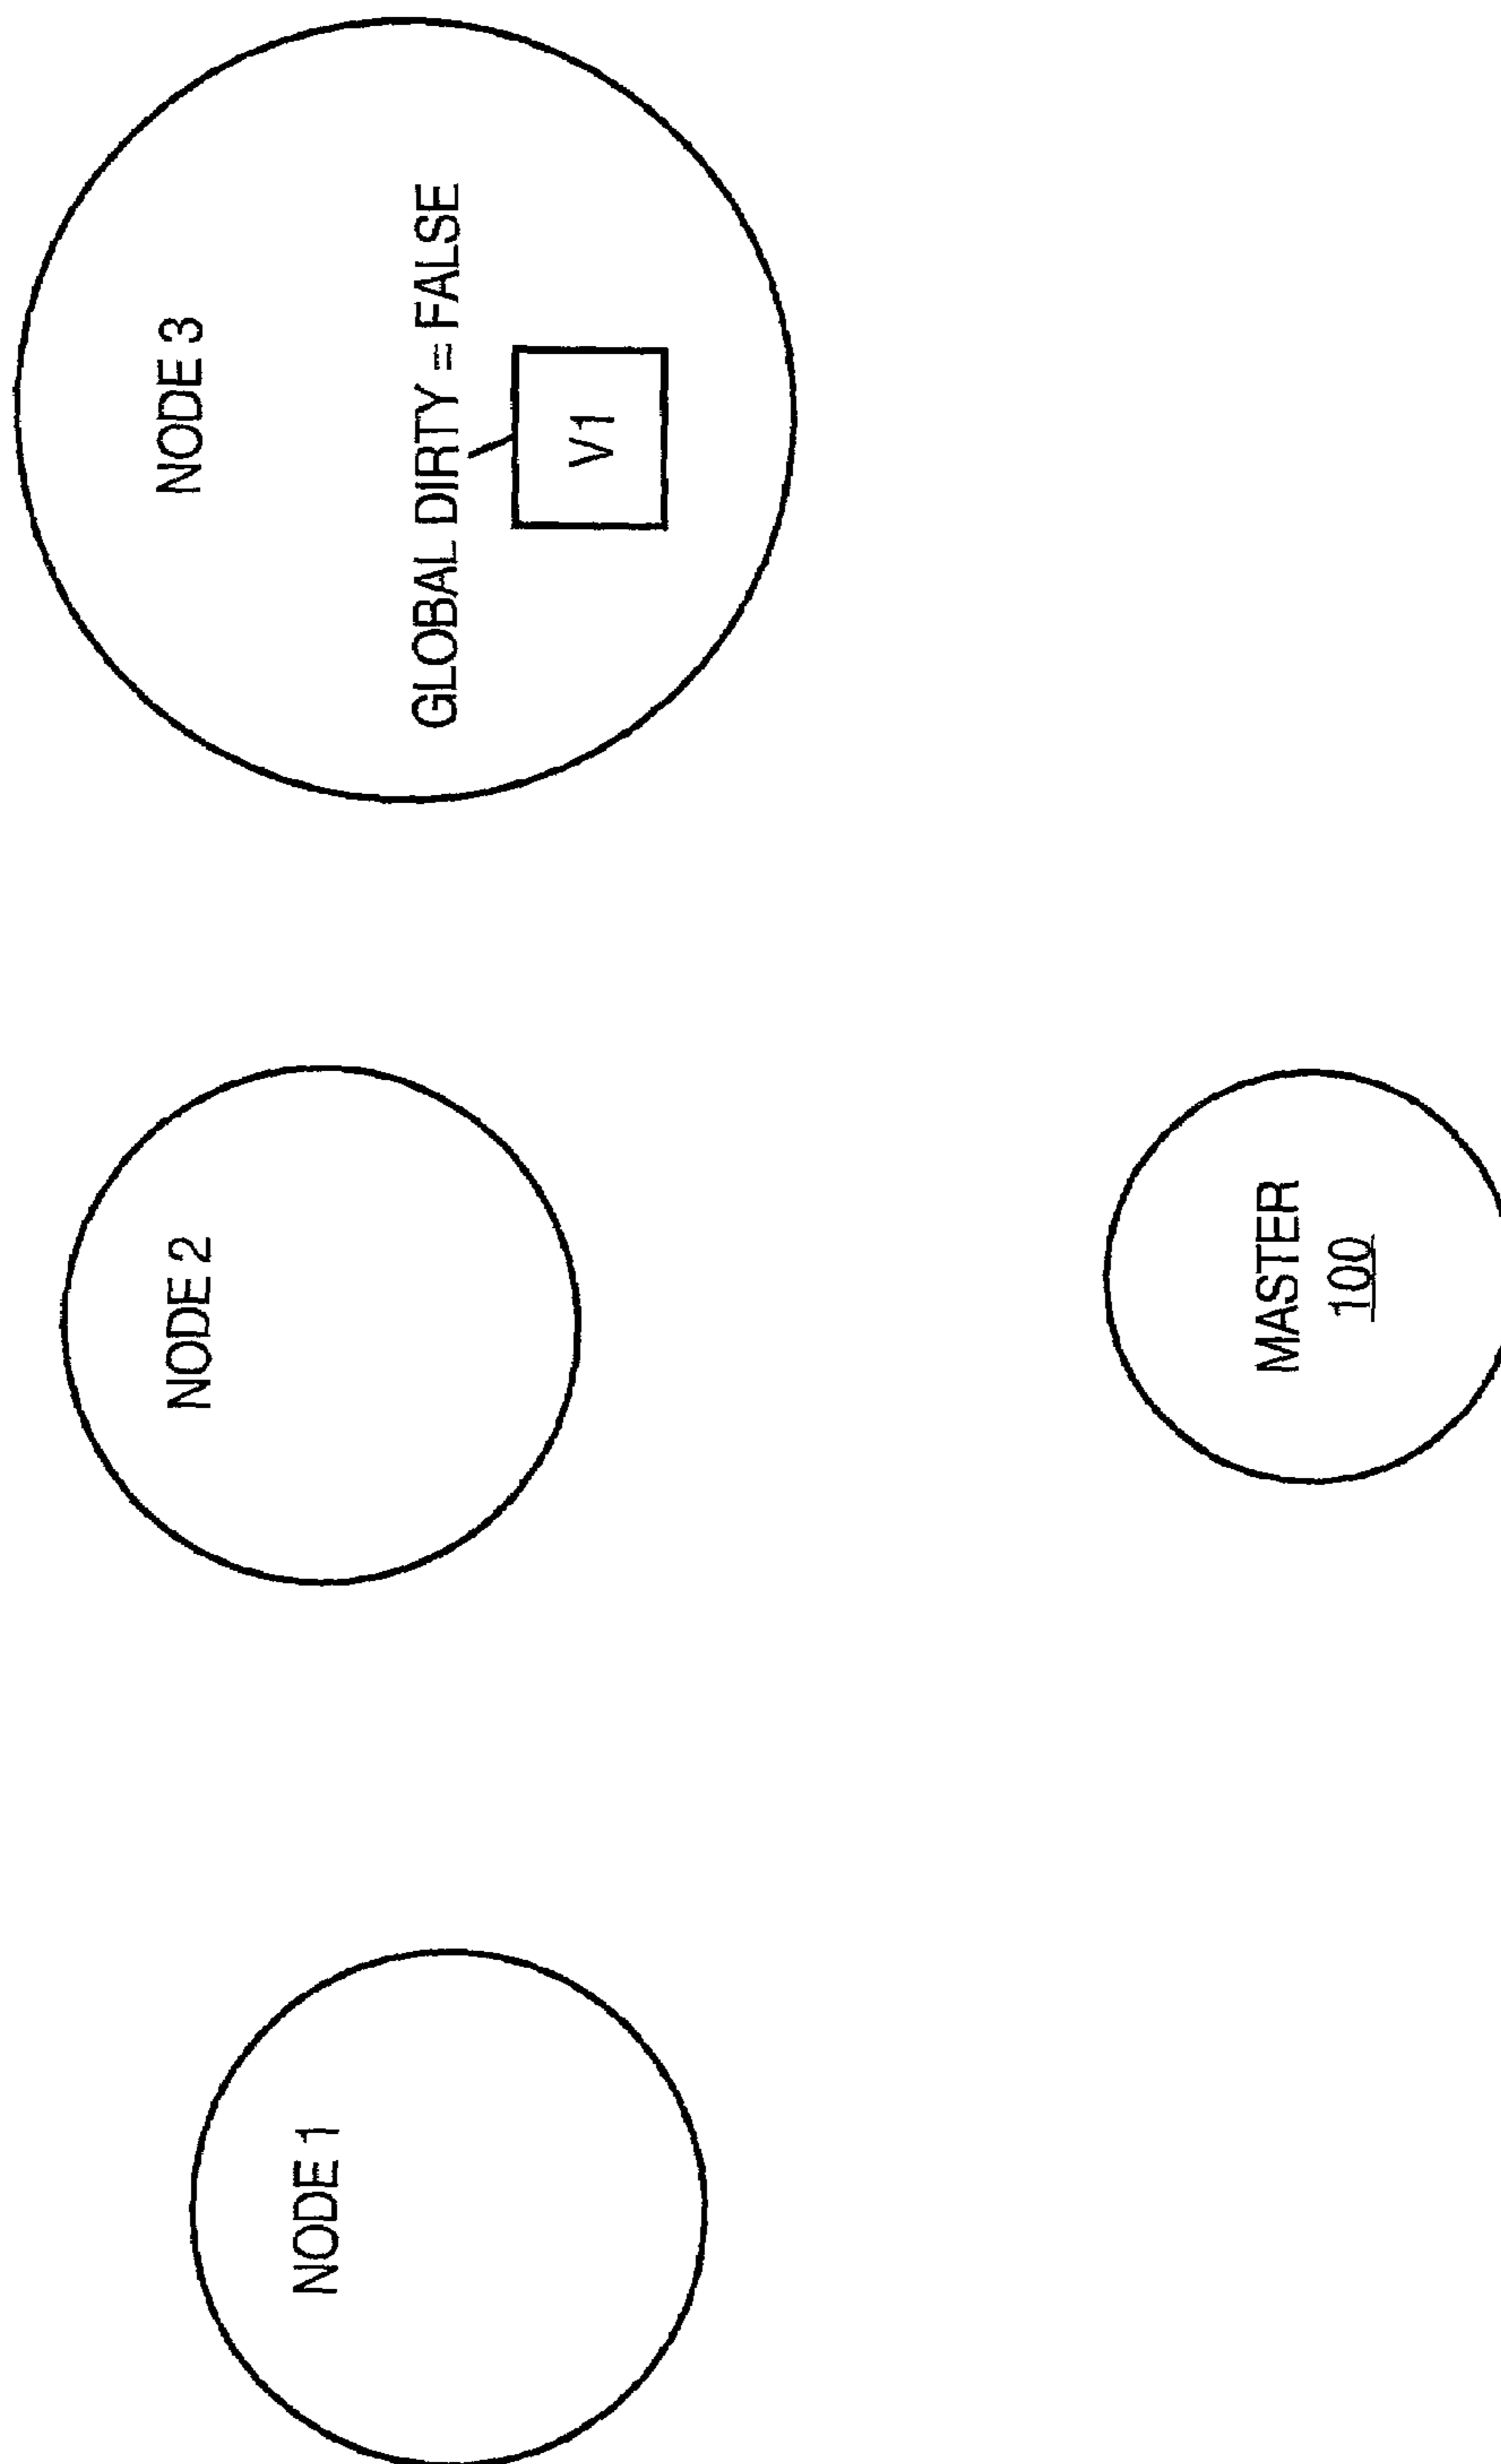 NODE 1
NODE 2
NODE 3
GLOBAL DIRTY = FALSE
V1
MASTER
100